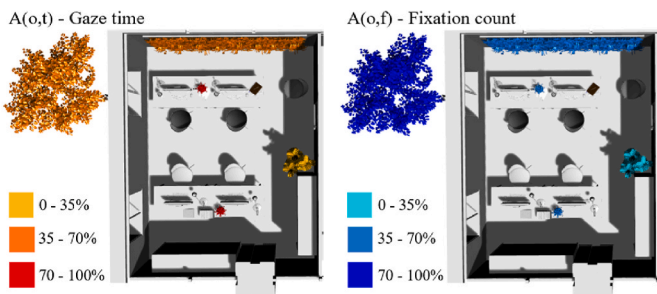 A(o,t) - Gaze time
0 - 35%
35 - 70%
70 - 100%
A(o,f) - Fixation count
0 - 35%
35 - 70%
70 - 100%